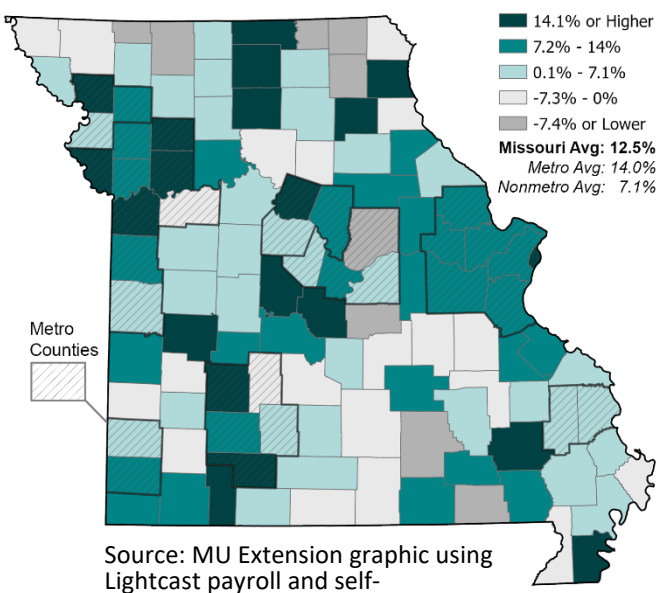 14.1% or Higher
7.2% - 14%
0.1% - 7.1%
-7.3% - 0%
-7.4% or Lower
Missouri Avg: 12.5%
Metro Avg: 14.0%
Nonmetro Avg: 7.1%
Metro
Counties
Source: MU Extension graphic using
Lightcast payroll and self-